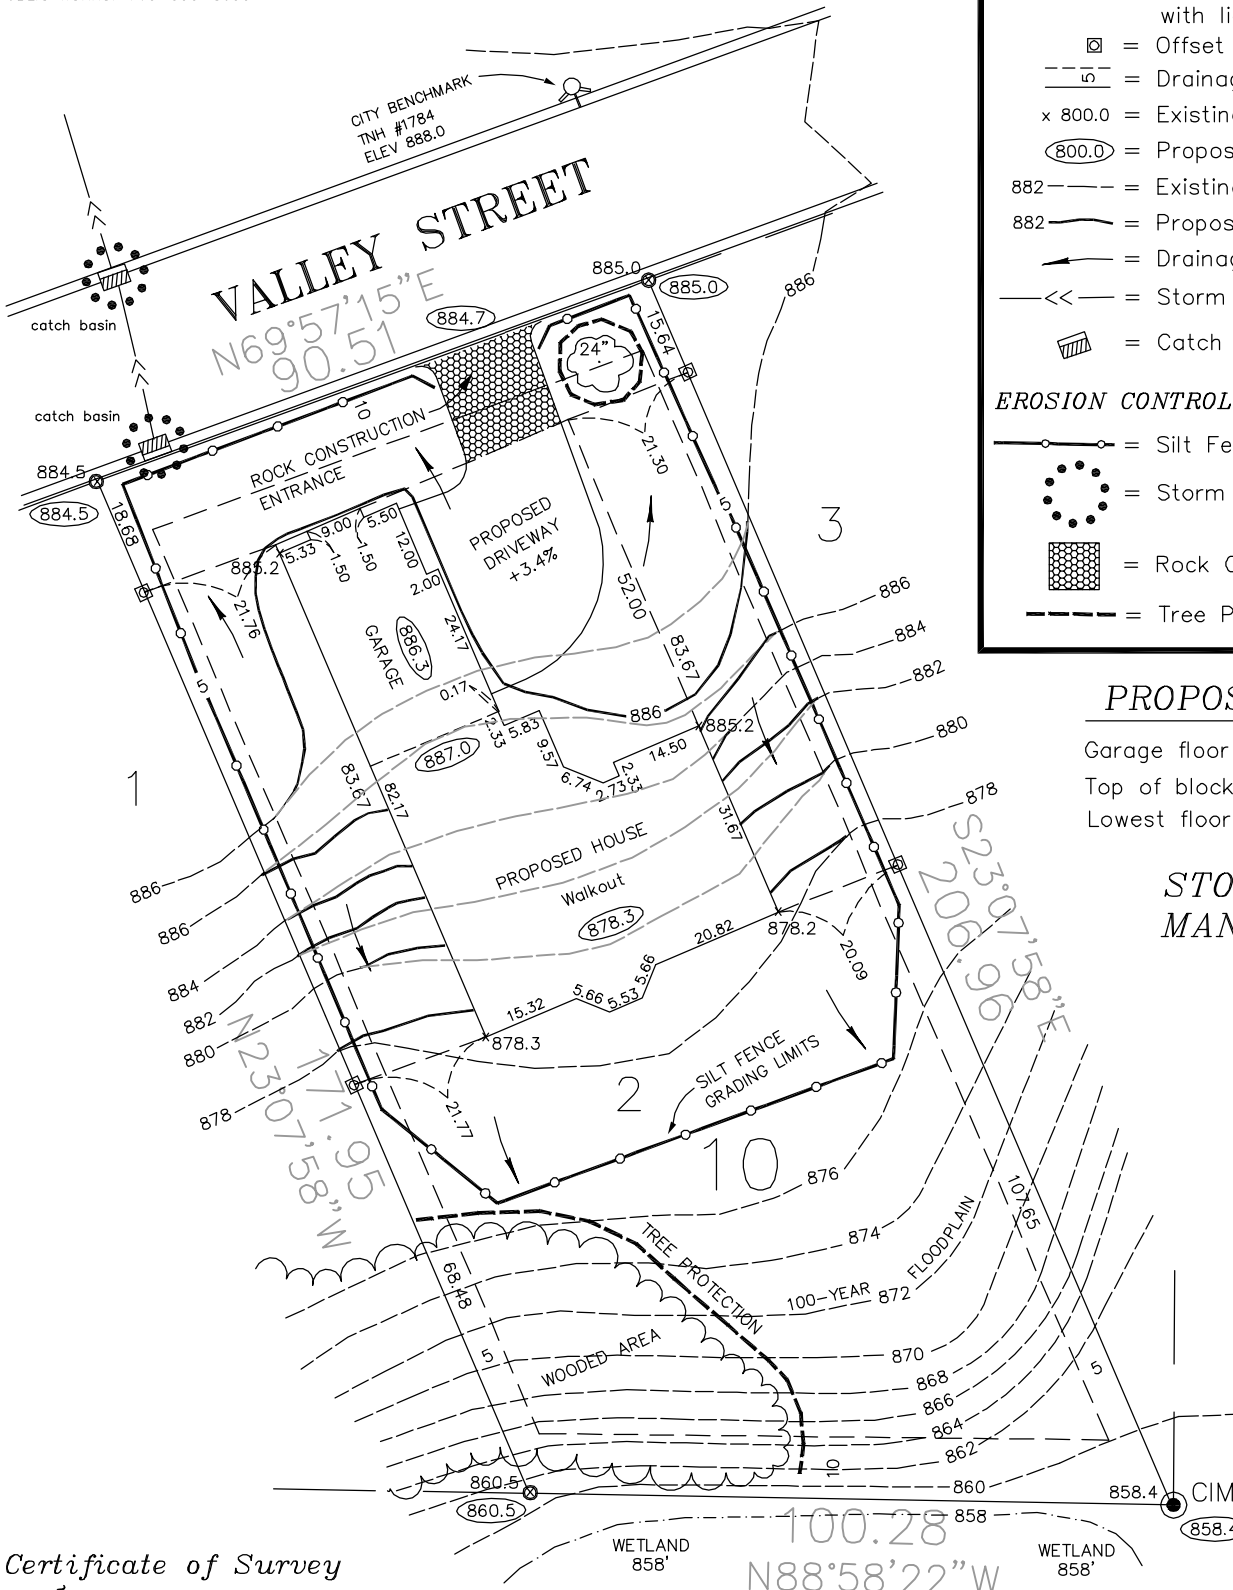 with li
= Offset
5
= Drainag
x 800.0 = Existin
800.0 = Propos
882 = Existin
882 = Propos
= Drainag
<< = Storm
= Catch
EROSION CONTROL
= Silt Fe
= Storm
= Rock C
= Tree P
PROPOS
Garage floor
Top of block
Lowest floor
STO
MAN
CITY BENCHMARK
TNH #1784
ELEV 888.0
VALLEY STREET
N69°57'15"E
90.51
catch basin
catch basin
884.5
884.5
884.7
885.0
885.0
886
24"
15.64
10
ROCK CONSTRUCTION
ENTRANCE
18.68
21.30
5
3
PROPOSED
DRIVEWAY
+3.4%
885.2
5.33
9.00
5.50
1.50
1.50
12.00
2.00
21.76
52.00
GARAGE
886.3
24.17
83.67
5
0.17
2.33
5.83
886
885.2
887.0
9.57
6.74
2.73
2.33
14.50
886
884
882
880
878
1
83.67
82.17
31.67
PROPOSED HOUSE
Walkout
878.3
20.82
878.2
20.09
S23°07'58"E
206.96
886
886
884
882
880
878
15.32
5.66
5.53
5.66
878.3
N23°07'58"W
171.95
21.77
SILT FENCE
GRADING LIMITS
2
10
876
874
107.65
100-YEAR
872
FLOODPLAIN
TREE PROTECTION
68.48
5
WOODED AREA
870
868
866
864
862
860
858
5
10
860.5
860.5
858.4
CIM
858.4
100.28
N88°58'22"W
WETLAND
858'
WETLAND
858'
Certificate of Survey